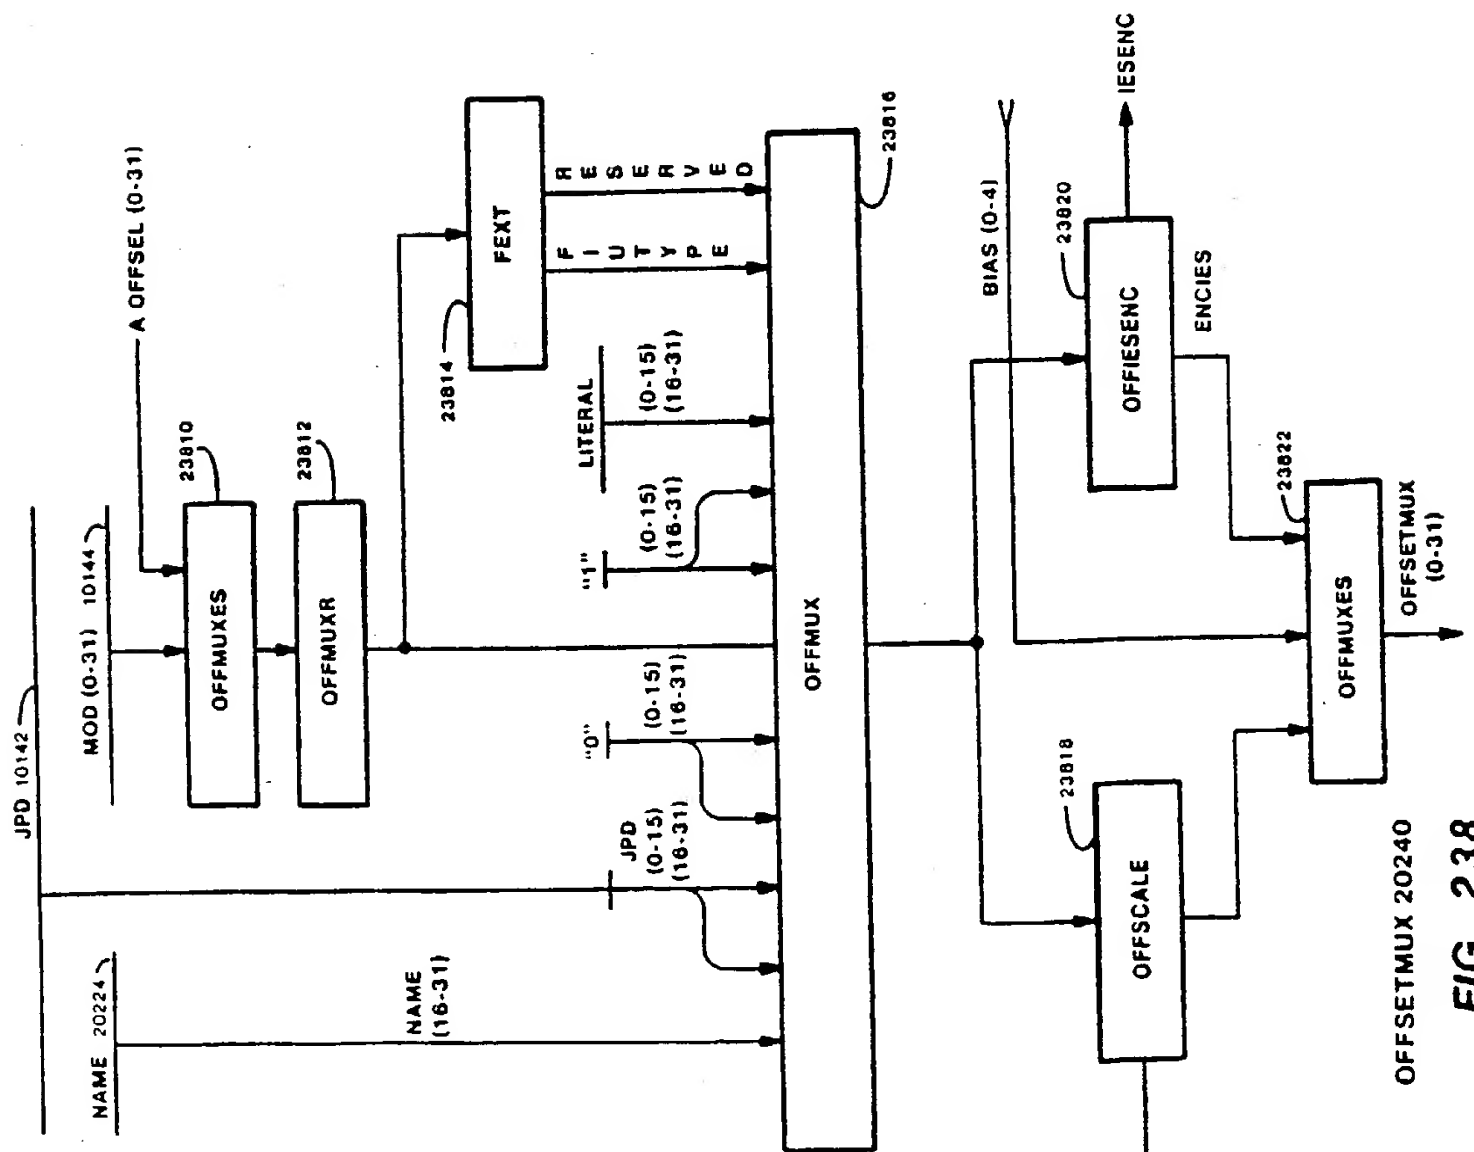 JPD 10142
MOD (0-31) 10144
A OFFSEL (0-31)
NAME 20224
23810
OFFMUXES
23812
OFFMUXR
23814
FEXT
FIUTYPE
RESERVED
NAME
(16-31)
JPD
(0-15)
(16-31)
"0"
(0-15)
(16-31)
"1"
(0-15)
(16-31)
LITERAL
(0-15)
(16-31)
OFFMUX
23816
BIAS (0-4)
23818
OFFSCALE
23820
OFFIESENC
IESENC
ENCIES
23822
OFFMUXES
OFFSETMUX
(0-31)
OFFSETMUX 20240
FIG 238